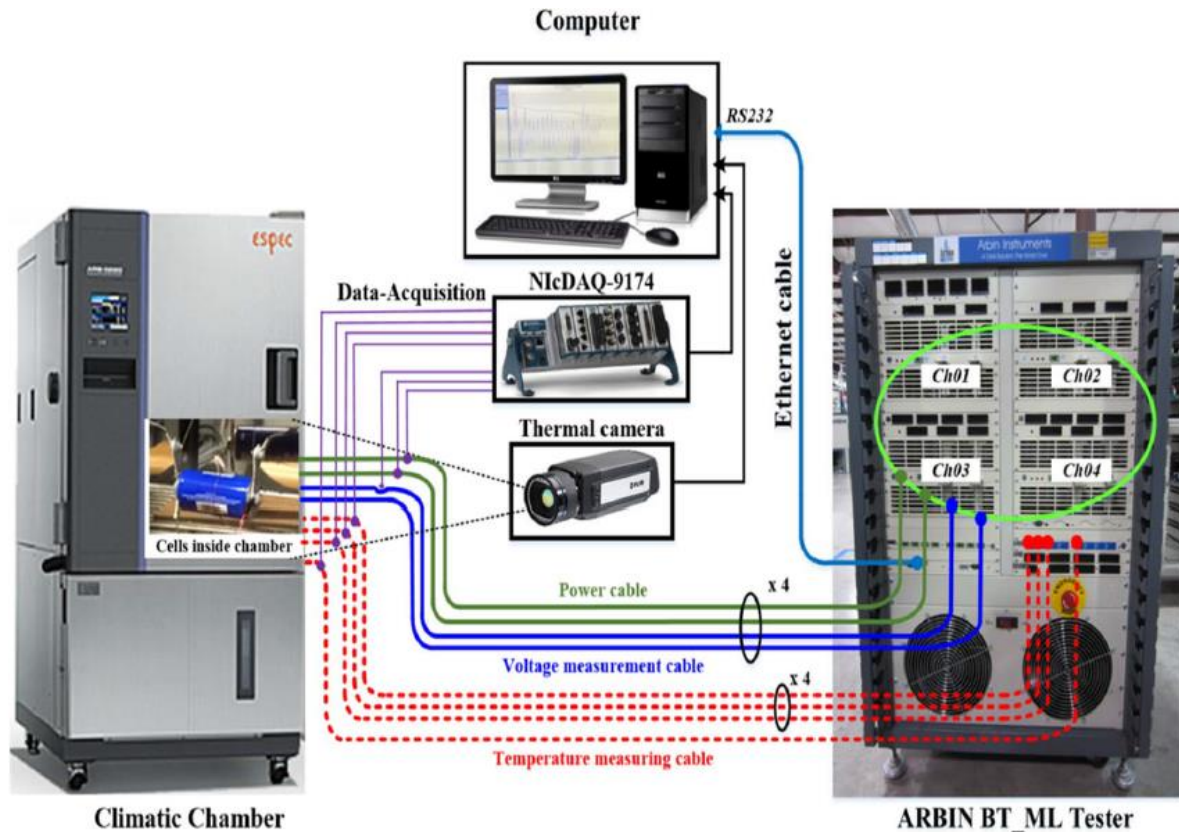 Computer
RS232
ESPEC
Arbin Instruments
NIcDAQ-9174
Data-Acquisition
Ethernet cable
Ch01
Ch02
Thermal camera
Ch03
Ch04
Cells inside chamber
Power cable
x 4
Voltage measurement cable
x 4
Temperature measuring cable
Climatic Chamber
ARBIN BT_ML Tester